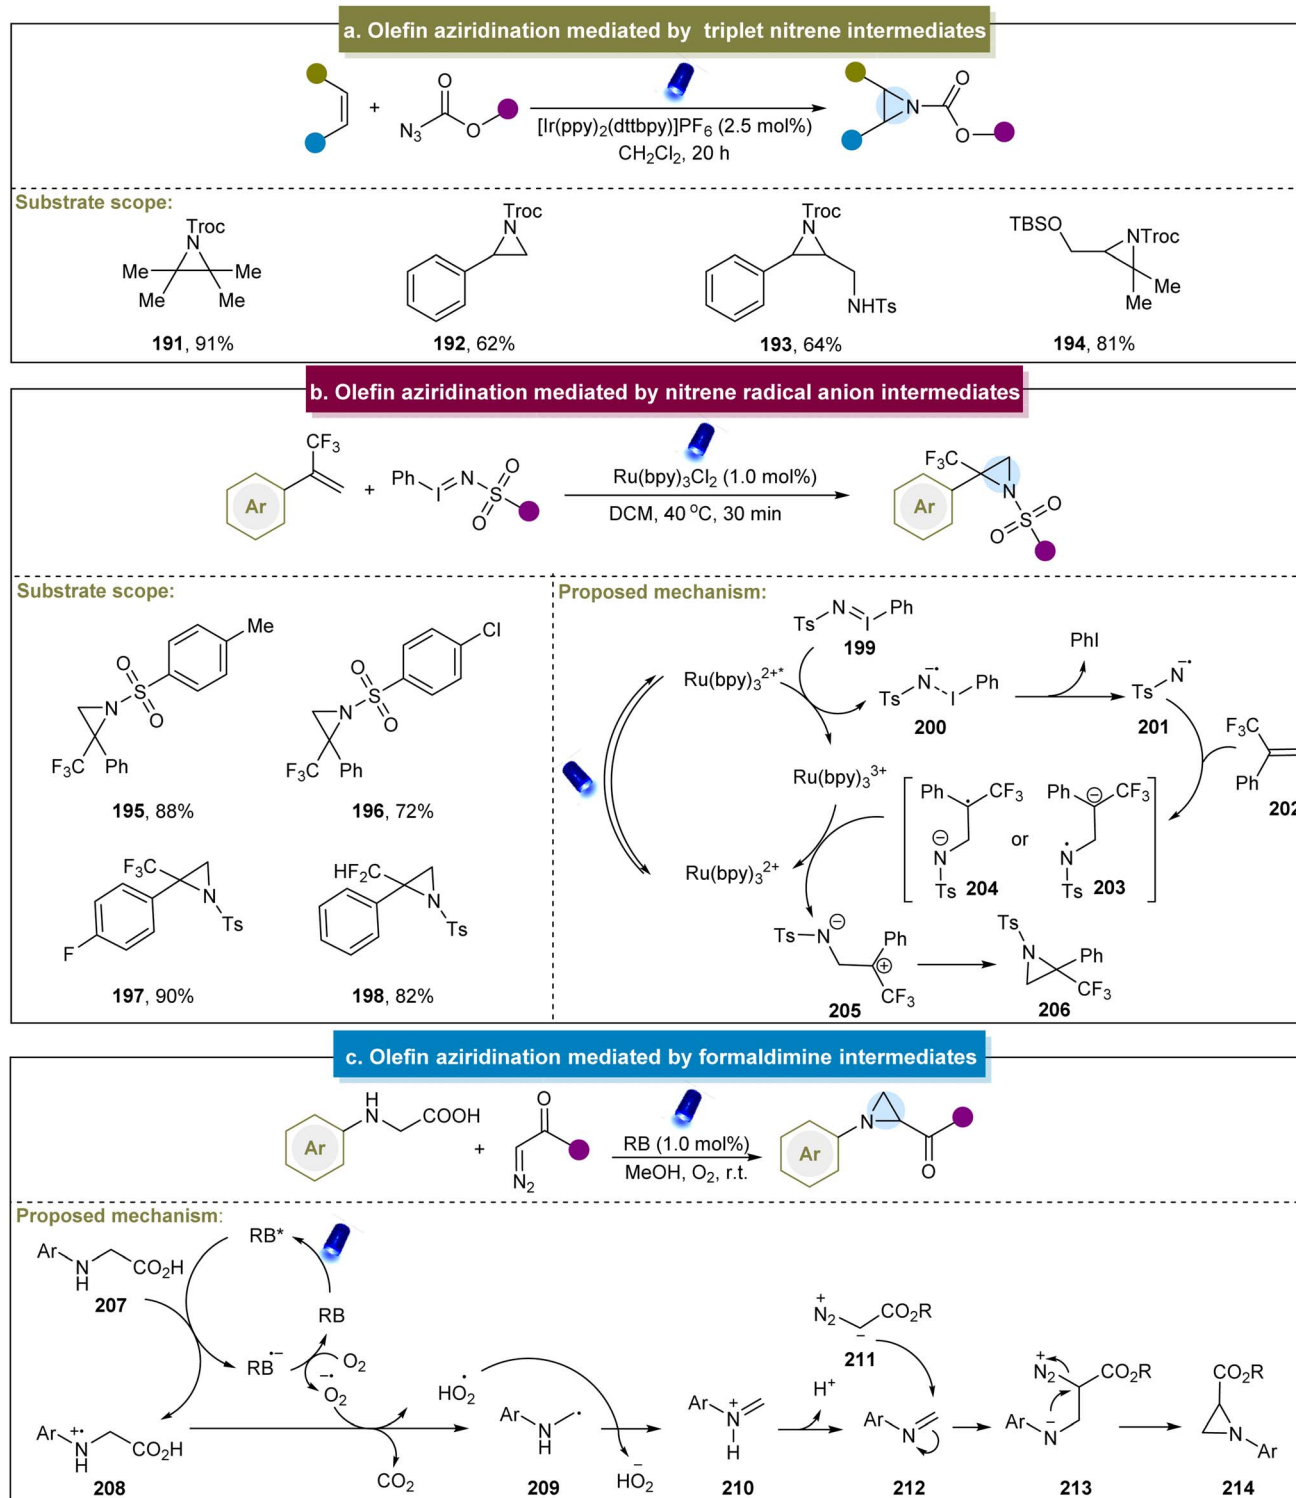 a. Olefin aziridination mediated by triplet nitrene intermediates
+
N3
O
O
[Ir(ppy)2(dttbpy)]PF6 (2.5 mol%)
CH2Cl2, 20 h
N
O
O
Substrate scope:
Troc
N
Me
Me
Me
Me
191, 91%
Troc
N
192, 62%
Troc
N
NHTs
193, 64%
TBSO
NTroc
Me
Me
194, 81%
b. Olefin aziridination mediated by nitrene radical anion intermediates
CF3
Ar
+
Ph
I
N
S
O
O
Ru(bpy)3Cl2 (1.0 mol%)
DCM, 40 oC, 30 min
F3C
Ar
N
S
O
O
Substrate scope:
Me
O
S
O
N
F3C
Ph
195, 88%
Cl
O
S
O
N
F3C
Ph
196, 72%
F3C
N
Ts
F
197, 90%
HF2C
N
Ts
198, 82%
Proposed mechanism:
Ts
N
I
Ph
199
Ru(bpy)3 2+*
Ts
N −•
I
Ph
200
PhI
Ts
N −•
201
F3C
Ph
202
Ru(bpy)3 3+
Ph
CF3
⊖
N
Ts
204
or
Ph
⊖
CF3
N
Ts
203
Ru(bpy)3 2+
Ts
N
⊖
Ph
⊕
CF3
205
Ts
N
Ph
CF3
206
c. Olefin aziridination mediated by formaldimine intermediates
Ar
H
N
COOH
+
O
N2
RB (1.0 mol%)
MeOH, O2, r.t.
Ar
N
O
Proposed mechanism:
Ar
N
H
CO2H
207
RB*
RB
RB •−
O2
−•
O2
Ar
+•
N
H
CO2H
208
CO2
•
HO2
Ar
N
H
•
209
−
HO2
Ar
+
N
H
210
H+
+
N2
−
CO2R
211
Ar
N
212
+
N2
CO2R
Ar
−
N
213
CO2R
N
Ar
214